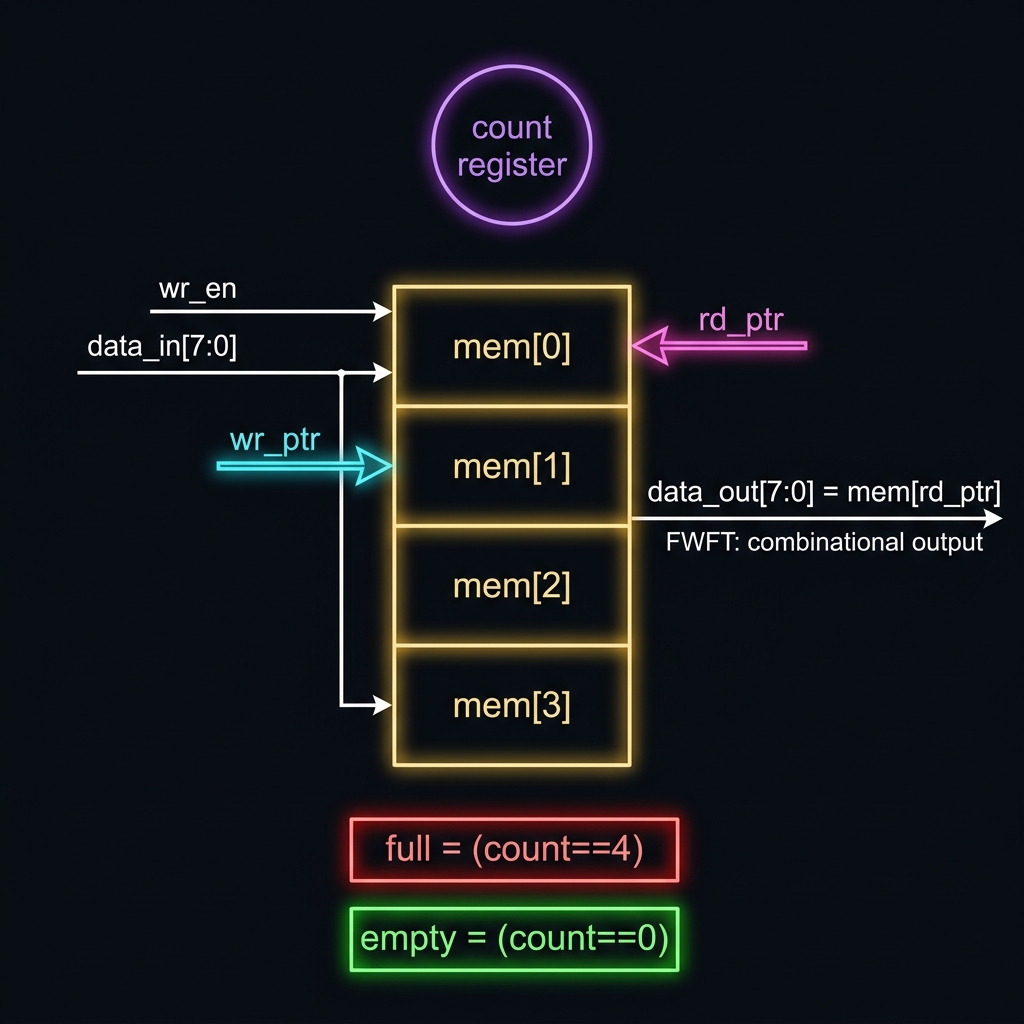 count
register
wr_en
rd_ptr
data_in[7:0]
mem[0]
wr_ptr
mem[1]
data_out[7:0] = mem[rd_ptr]
FWFT: combinational output
mem[2]
mem[3]
full = (count==4)
empty = (count==0)